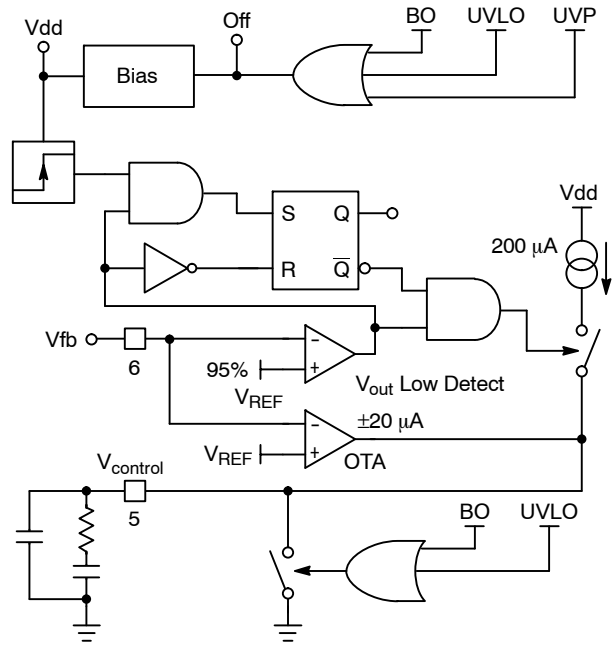 Vdd
Off
BO
UVLO
UVP
Bias
S
Q
R
Q̅
Vdd
200 μA
Vfb
6
95%
VREF
Vout Low Detect
±20 μA
VREF
OTA
Vcontrol
5
BO
UVLO